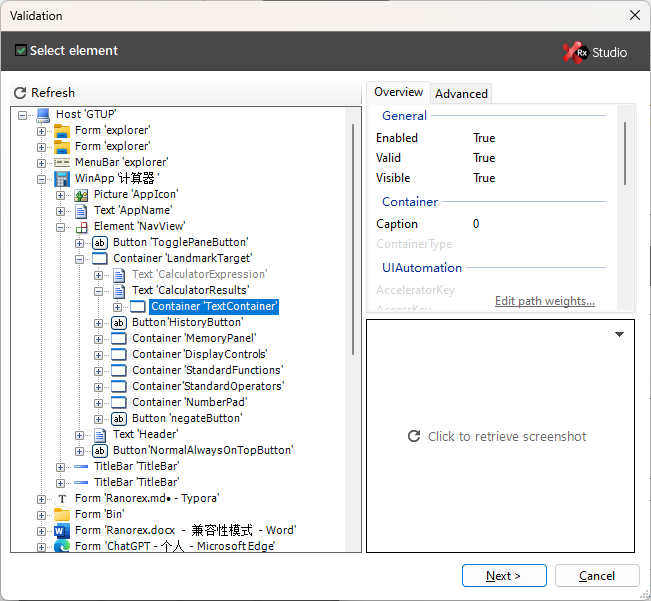 Validation
Select element
Rx Studio
Refresh
Host 'GTUP'
Form 'explorer'
Form 'explorer'
MenuBar 'explorer'
WinApp '计算器'
Picture 'AppIcon'
Text 'AppName'
Element 'NavView'
Button 'TogglePaneButton'
Container 'LandmarkTarget'
Text 'CalculatorExpression'
Text 'CalculatorResults'
Container 'TextContainer'
Button 'HistoryButton'
Container 'MemoryPanel'
Container 'DisplayControls'
Container 'StandardFunctions'
Container 'StandardOperators'
Container 'NumberPad'
Button 'negateButton'
Text 'Header'
Button 'NormalAlwaysOnTopButton'
TitleBar 'TitleBar'
TitleBar 'TitleBar'
Form 'Ranorex.md• - Typora'
Form 'Bin'
Form 'Ranorex.docx - 兼容性模式 - Word'
Form 'ChatGPT - 个人 - Microsoft Edge'
Overview Advanced
General
Enabled True
Valid True
Visible True
Container
Caption 0
ContainerType
UIAutomation
AcceleratorKey
AccessKey
Edit path weights...
Click to retrieve screenshot
Next >
Cancel